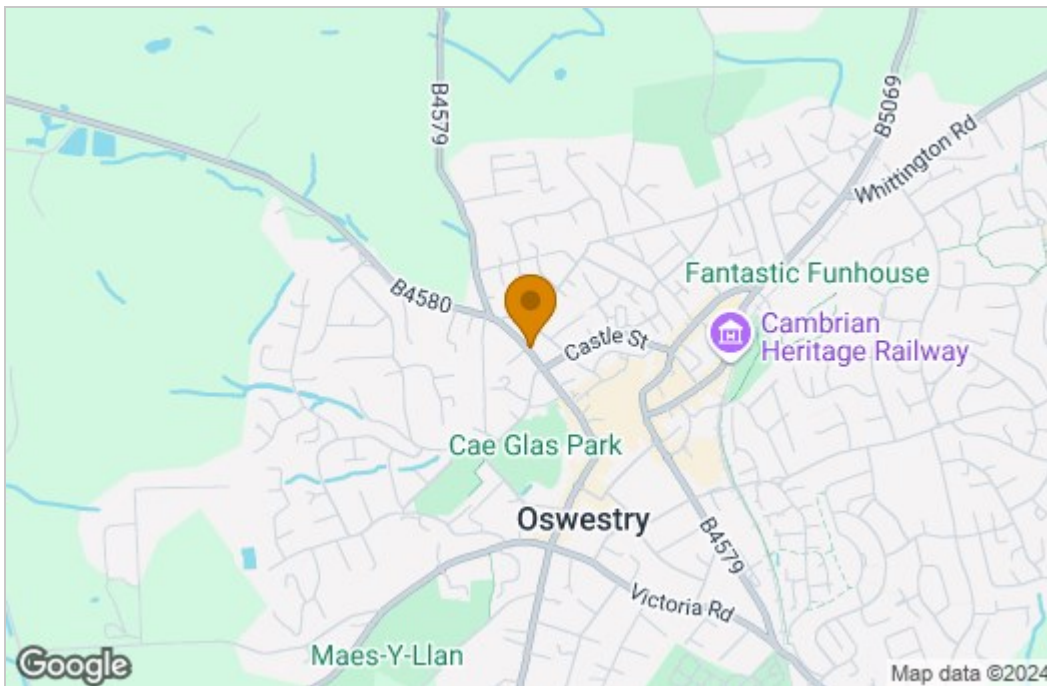 B4579
B5069
Whittington Rd
Fantastic Funhouse
B4580
Castle St
Cambrian
Heritage Railway
Cae Glas Park
Oswestry
B4579
Victoria Rd
Maes-Y-Llan
Google
Map data ©2024